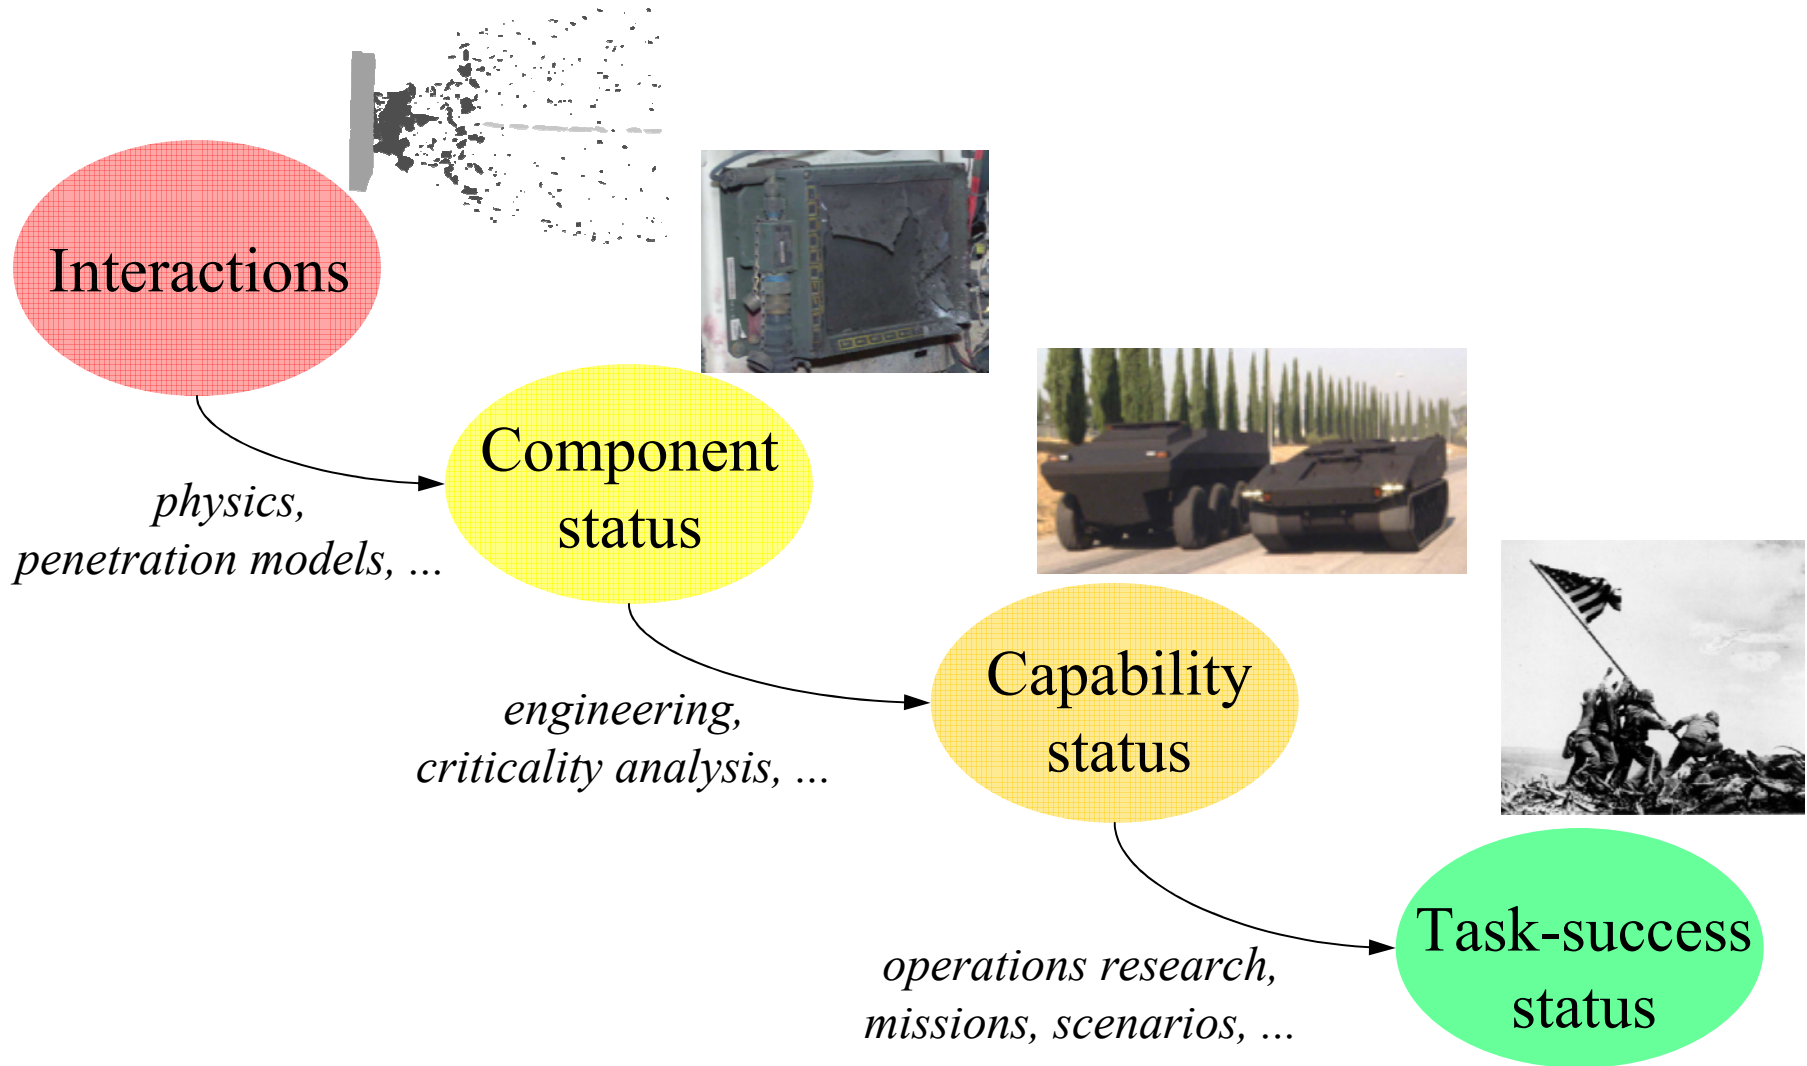 Interactions
physics,
penetration models, ...
Component
status
engineering,
criticality analysis, ...
Capability
status
operations research,
missions, scenarios, ...
Task-success
status